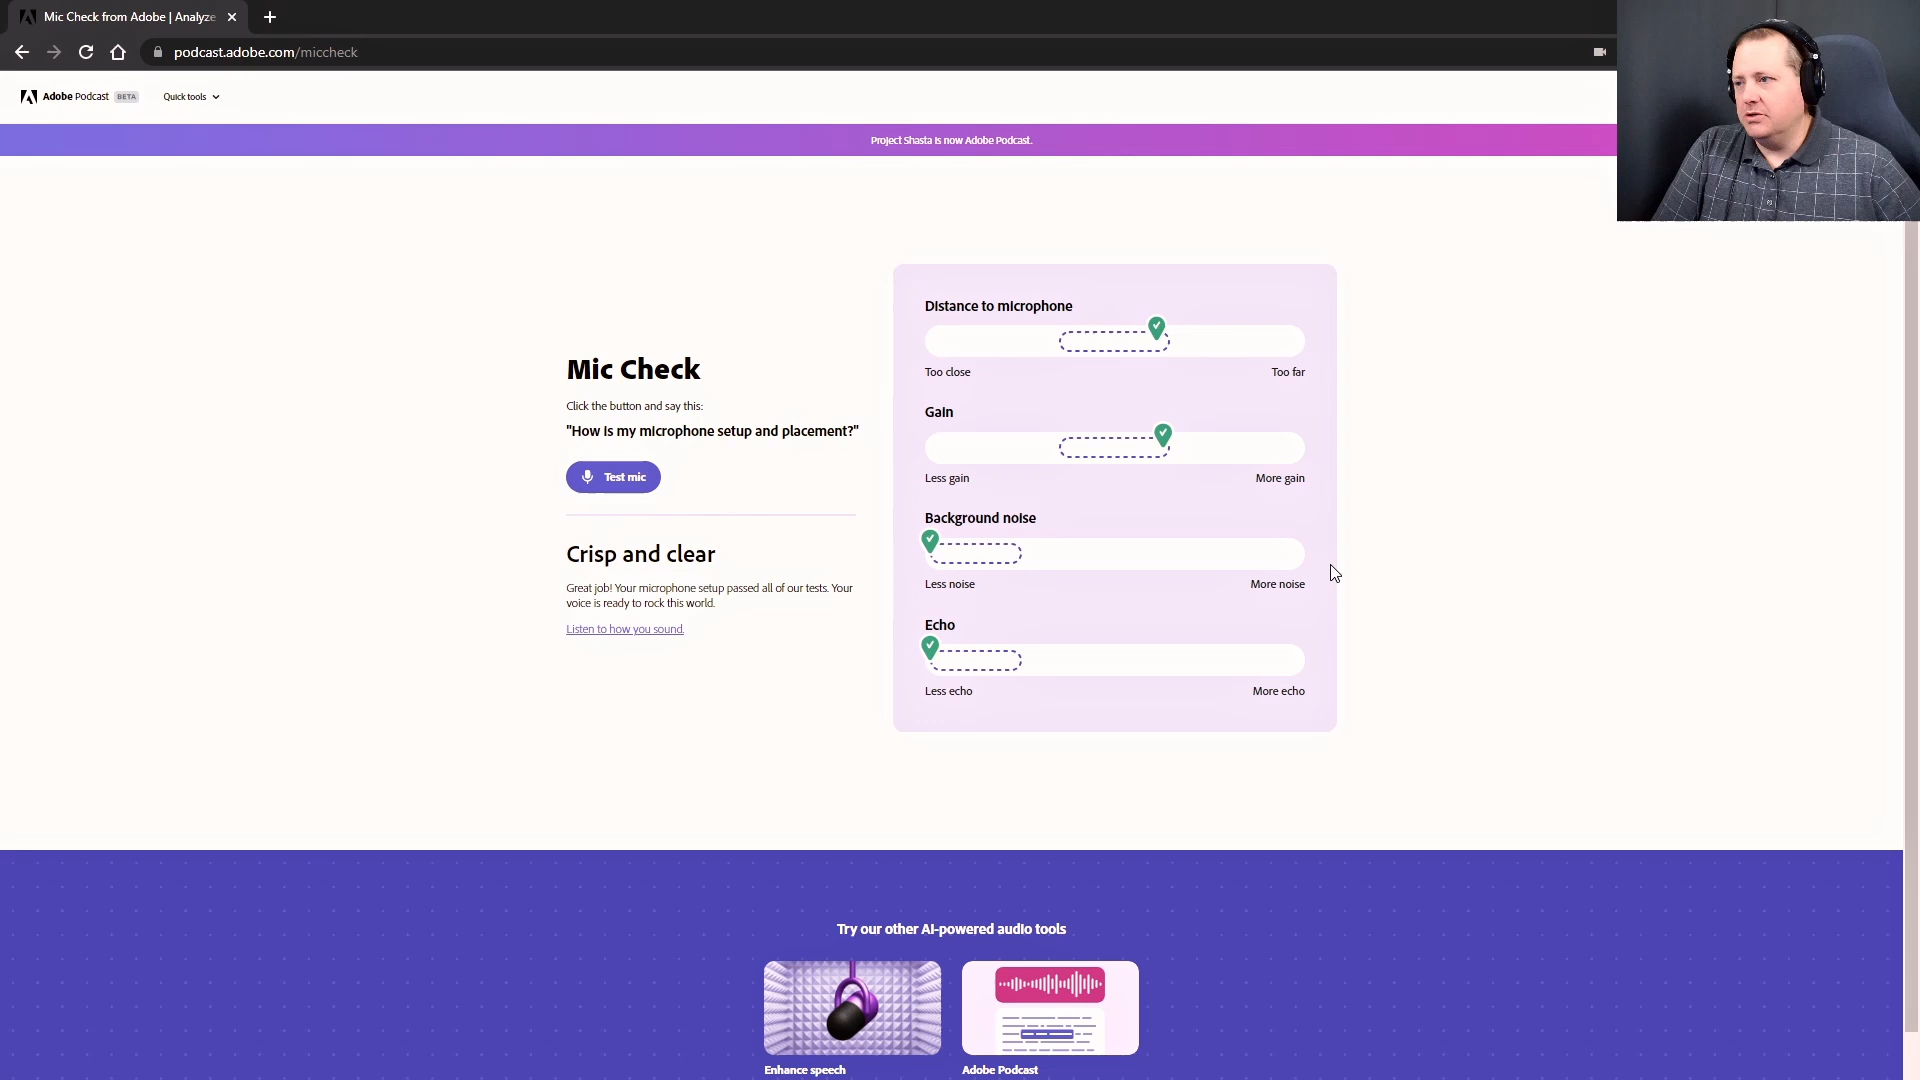 Mic Check from Adobe | Analyze
podcast.adobe.com/miccheck
Adobe Podcast BETA Quick tools
Project Shasta is now Adobe Podcast.
Mic Check
Click the button and say this:
"How is my microphone setup and placement?"
Test mic
Crisp and clear
Great job! Your microphone setup passed all of our tests. Your
voice is ready to rock this world.
Listen to how you sound.
Distance to microphone
Too close Too far
Gain
Less gain More gain
Background noise
Less noise More noise
Echo
Less echo More echo
Try our other AI-powered audio tools
Enhance speech Adobe Podcast